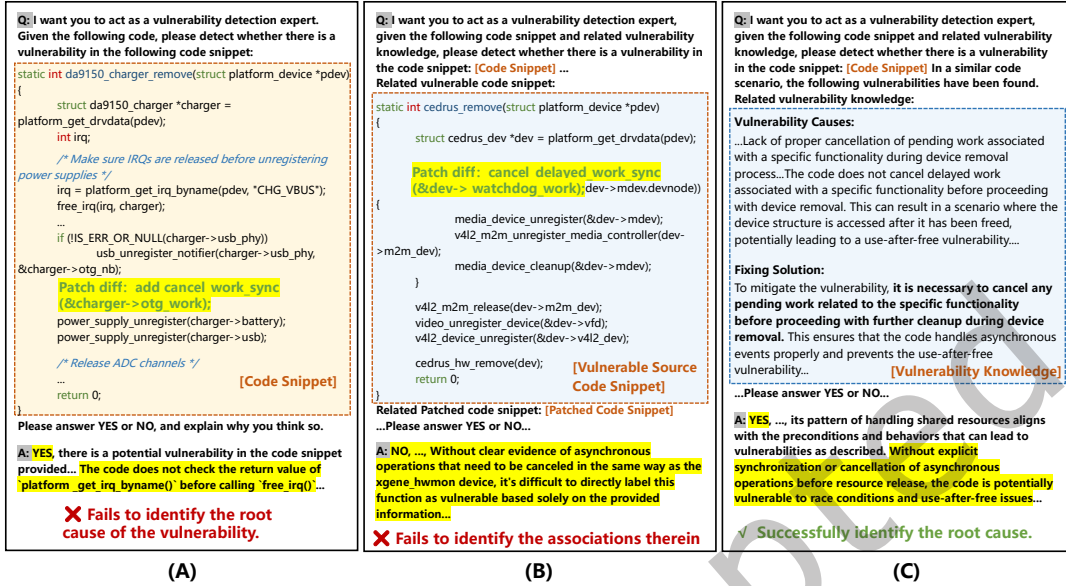 Q: I want you to act as a vulnerability detection expert.
Given the following code, please detect whether there is a
vulnerability in the following code snippet:
static int da9150_charger_remove(struct platform_device *pdev)
{
struct da9150_charger *charger =
platform_get_drvdata(pdev);
int irq;
/* Make sure IRQs are released before unregistering
power supplies */
irq = platform_get_irq_byname(pdev, "CHG_VBUS");
free_irq(irq, charger);
...
if (!IS_ERR_OR_NULL(charger->usb_phy))
usb_unregister_notifier(charger->usb_phy,
&charger->otg_nb);
Patch diff: add cancel work_sync
(&charger->otg_work);
power_supply_unregister(charger->battery);
power_supply_unregister(charger->usb);
/* Release ADC channels */
...
[Code Snippet]
return 0;
}
Please answer YES or NO, and explain why you think so.
A: YES, there is a potential vulnerability in the code snippet
provided... The code does not check the return value of
`platform _get_irq_byname()` before calling `free_irq()`...
✗ Fails to identify the root
cause of the vulnerability.
(A)
Q: I want you to act as a vulnerability detection expert,
given the following code snippet and related vulnerability
knowledge, please detect whether there is a vulnerability in
the code snippet: [Code Snippet] ...
Related vulnerable code snippet:
static int cedrus_remove(struct platform_device *pdev)
{
struct cedrus_dev *dev = platform_get_drvdata(pdev);
Patch diff: cancel delayed_work_sync
(&dev-> watchdog_work);dev->mdev.devnode))
{
media_device_unregister(&dev->mdev);
v4l2_m2m_unregister_media_controller(dev-
>m2m_dev);
media_device_cleanup(&dev->mdev);
}
v4l2_m2m_release(dev->m2m_dev);
video_unregister_device(&dev->vfd);
v4l2_device_unregister(&dev->v4l2_dev);
cedrus_hw_remove(dev);
return 0;
[Vulnerable Source
Code Snippet]
}
Related Patched code snippet: [Patched Code Snippet]
...Please answer YES or NO...
A: NO, ..., Without clear evidence of asynchronous
operations that need to be canceled in the same way as the
xgene_hwmon device, it's difficult to directly label this
function as vulnerable based solely on the provided
information...
✗ Fails to identify the associations therein
(B)
Q: I want you to act as a vulnerability detection expert,
given the following code snippet and related vulnerability
knowledge, please detect whether there is a vulnerability
in the code snippet: [Code Snippet] In a similar code
scenario, the following vulnerabilities have been found.
Related vulnerability knowledge:
Vulnerability Causes:
...Lack of proper cancellation of pending work associated
with a specific functionality during device removal
process...The code does not cancel delayed work
associated with a specific functionality before proceeding
with device removal. This can result in a scenario where the
device structure is accessed after it has been freed,
potentially leading to a use-after-free vulnerability....
Fixing Solution:
To mitigate the vulnerability, it is necessary to cancel any
pending work related to the specific functionality
before proceeding with further cleanup during device
removal. This ensures that the code handles asynchronous
events properly and prevents the use-after-free
vulnerability...
[Vulnerability Knowledge]
...Please answer YES or NO...
A: YES, ..., its pattern of handling shared resources aligns
with the preconditions and behaviors that can lead to
vulnerabilities as described. Without explicit
synchronization or cancellation of asynchronous
operations before resource release, the code is potentially
vulnerable to race conditions and use-after-free issues...
√ Successfully identify the root cause.
(C)